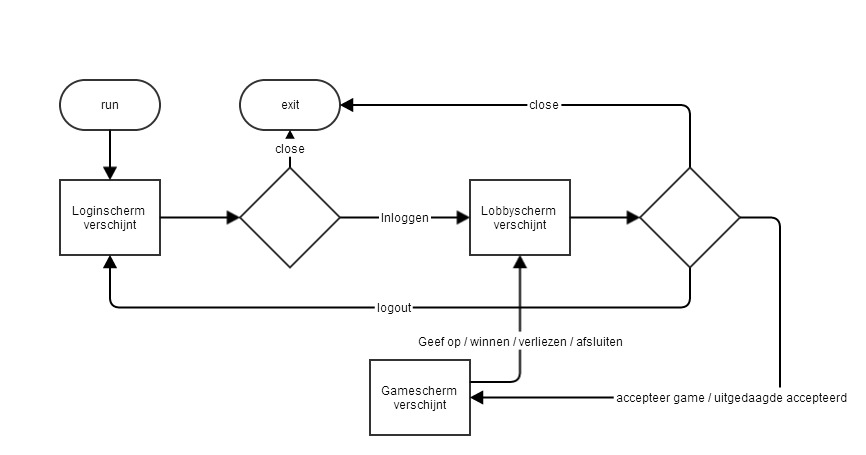 run
exit
close
close
Loginscherm
verschijnt
Inloggen
Lobbyscherm
verschijnt
logout
Geef op / winnen / verliezen / afsluiten
Gamescherm
verschijnt
accepteer game / uitgedaagde accepteerd